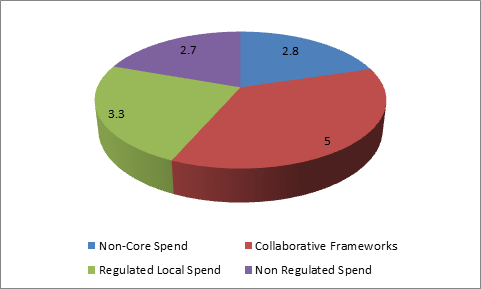 2.7
2.8
3.3
5
Non-Core Spend
Collaborative Frameworks
Regulated Local Spend
Non Regulated Spend